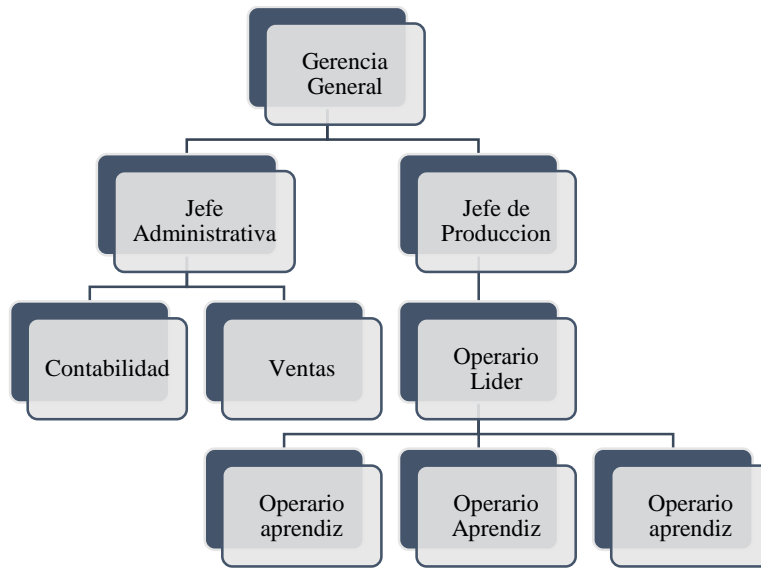 Gerencia
General
Jefe
Administrativa
Jefe de
Produccion
Contabilidad
Ventas
Operario
Lider
Operario
aprendiz
Operario
Aprendiz
Operario
aprendiz